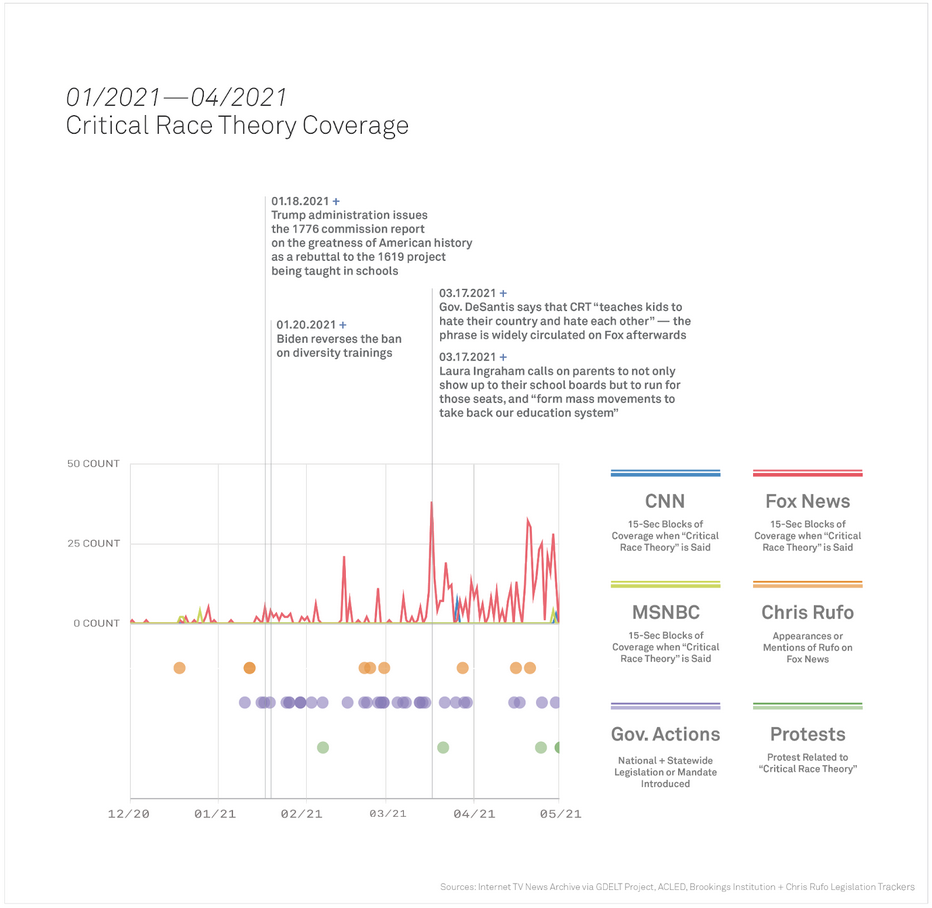 01/2021—04/2021
Critical Race Theory Coverage
01.18.2021 +
Trump administration issues
the 1776 commission report
on the greatness of American history
as a rebuttal to the 1619 project
being taught in schools
03.17.2021 +
Gov. DeSantis says that CRT “teaches kids to
hate their country and hate each other” — the
phrase is widely circulated on Fox afterwards
01.20.2021 +
Biden reverses the ban
on diversity trainings
03.17.2021 +
Laura Ingraham calls on parents to not only
show up to their school boards but to run for
those seats, and “form mass movements to
take back our education system”
50 COUNT
25 COUNT
0 COUNT
CNN
15-Sec Blocks of
Coverage when “Critical
Race Theory” is Said
Fox News
15-Sec Blocks of
Coverage when “Critical
Race Theory” is Said
MSNBC
15-Sec Blocks of
Coverage when “Critical
Race Theory” is Said
Chris Rufo
Appearances or
Mentions of Rufo on
Fox News
Gov. Actions
National + Statewide
Legislation or Mandate
Introduced
Protests
Protest Related to
“Critical Race Theory”
12/20 01/21 02/21 03/21 04/21 05/21
Sources: Internet TV News Archive via GDELT Project, ACLED, Brookings Institution + Chris Rufo Legislation Trackers